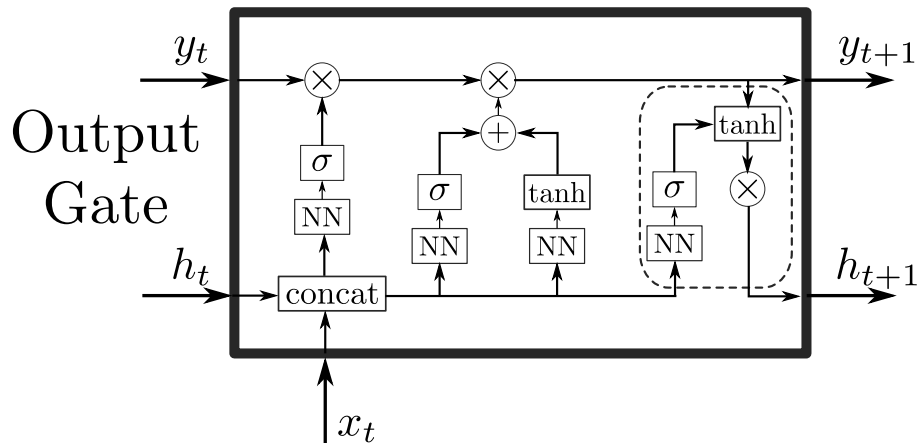 y_t
y_{t+1}
Output
Gate
×
×
+
tanh
σ
σ
tanh
σ
×
NN
NN
NN
NN
h_t
concat
h_{t+1}
x_t